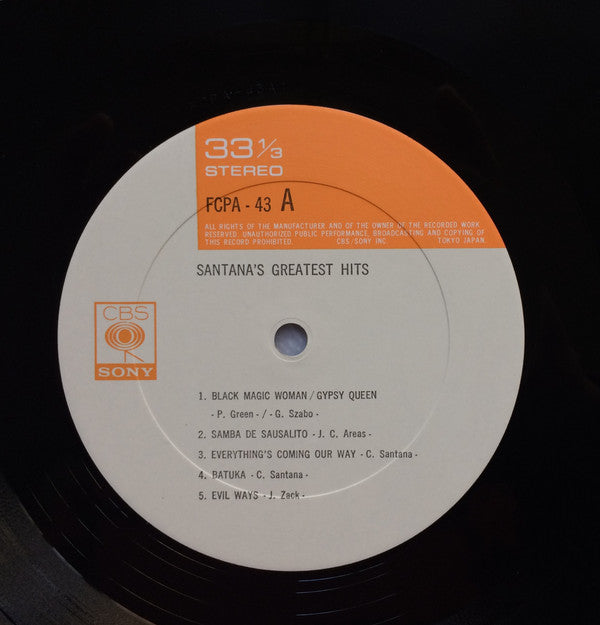 33 1/3
STEREO
FCPA - 43 A
ALL RIGHTS OF THE MANUFACTURER AND OF THE OWNER OF THE RECORDED WORK
RESERVED. UNAUTHORIZED PUBLIC PERFORMANCE, BROADCASTING AND COPYING OF
THIS RECORD PROHIBITED. CBS/SONY INC. TOKYO JAPAN
SANTANA'S GREATEST HITS
CBS
SONY
1. BLACK MAGIC WOMAN / GYPSY QUEEN
- P. Green - / - G. Szabo -
2. SAMBA DE SAUSALITO - J. C. Areas -
3. EVERYTHING'S COMING OUR WAY - C. Santana -
4. BATUKA - C. Santana -
5. EVIL WAYS - J. Zack -